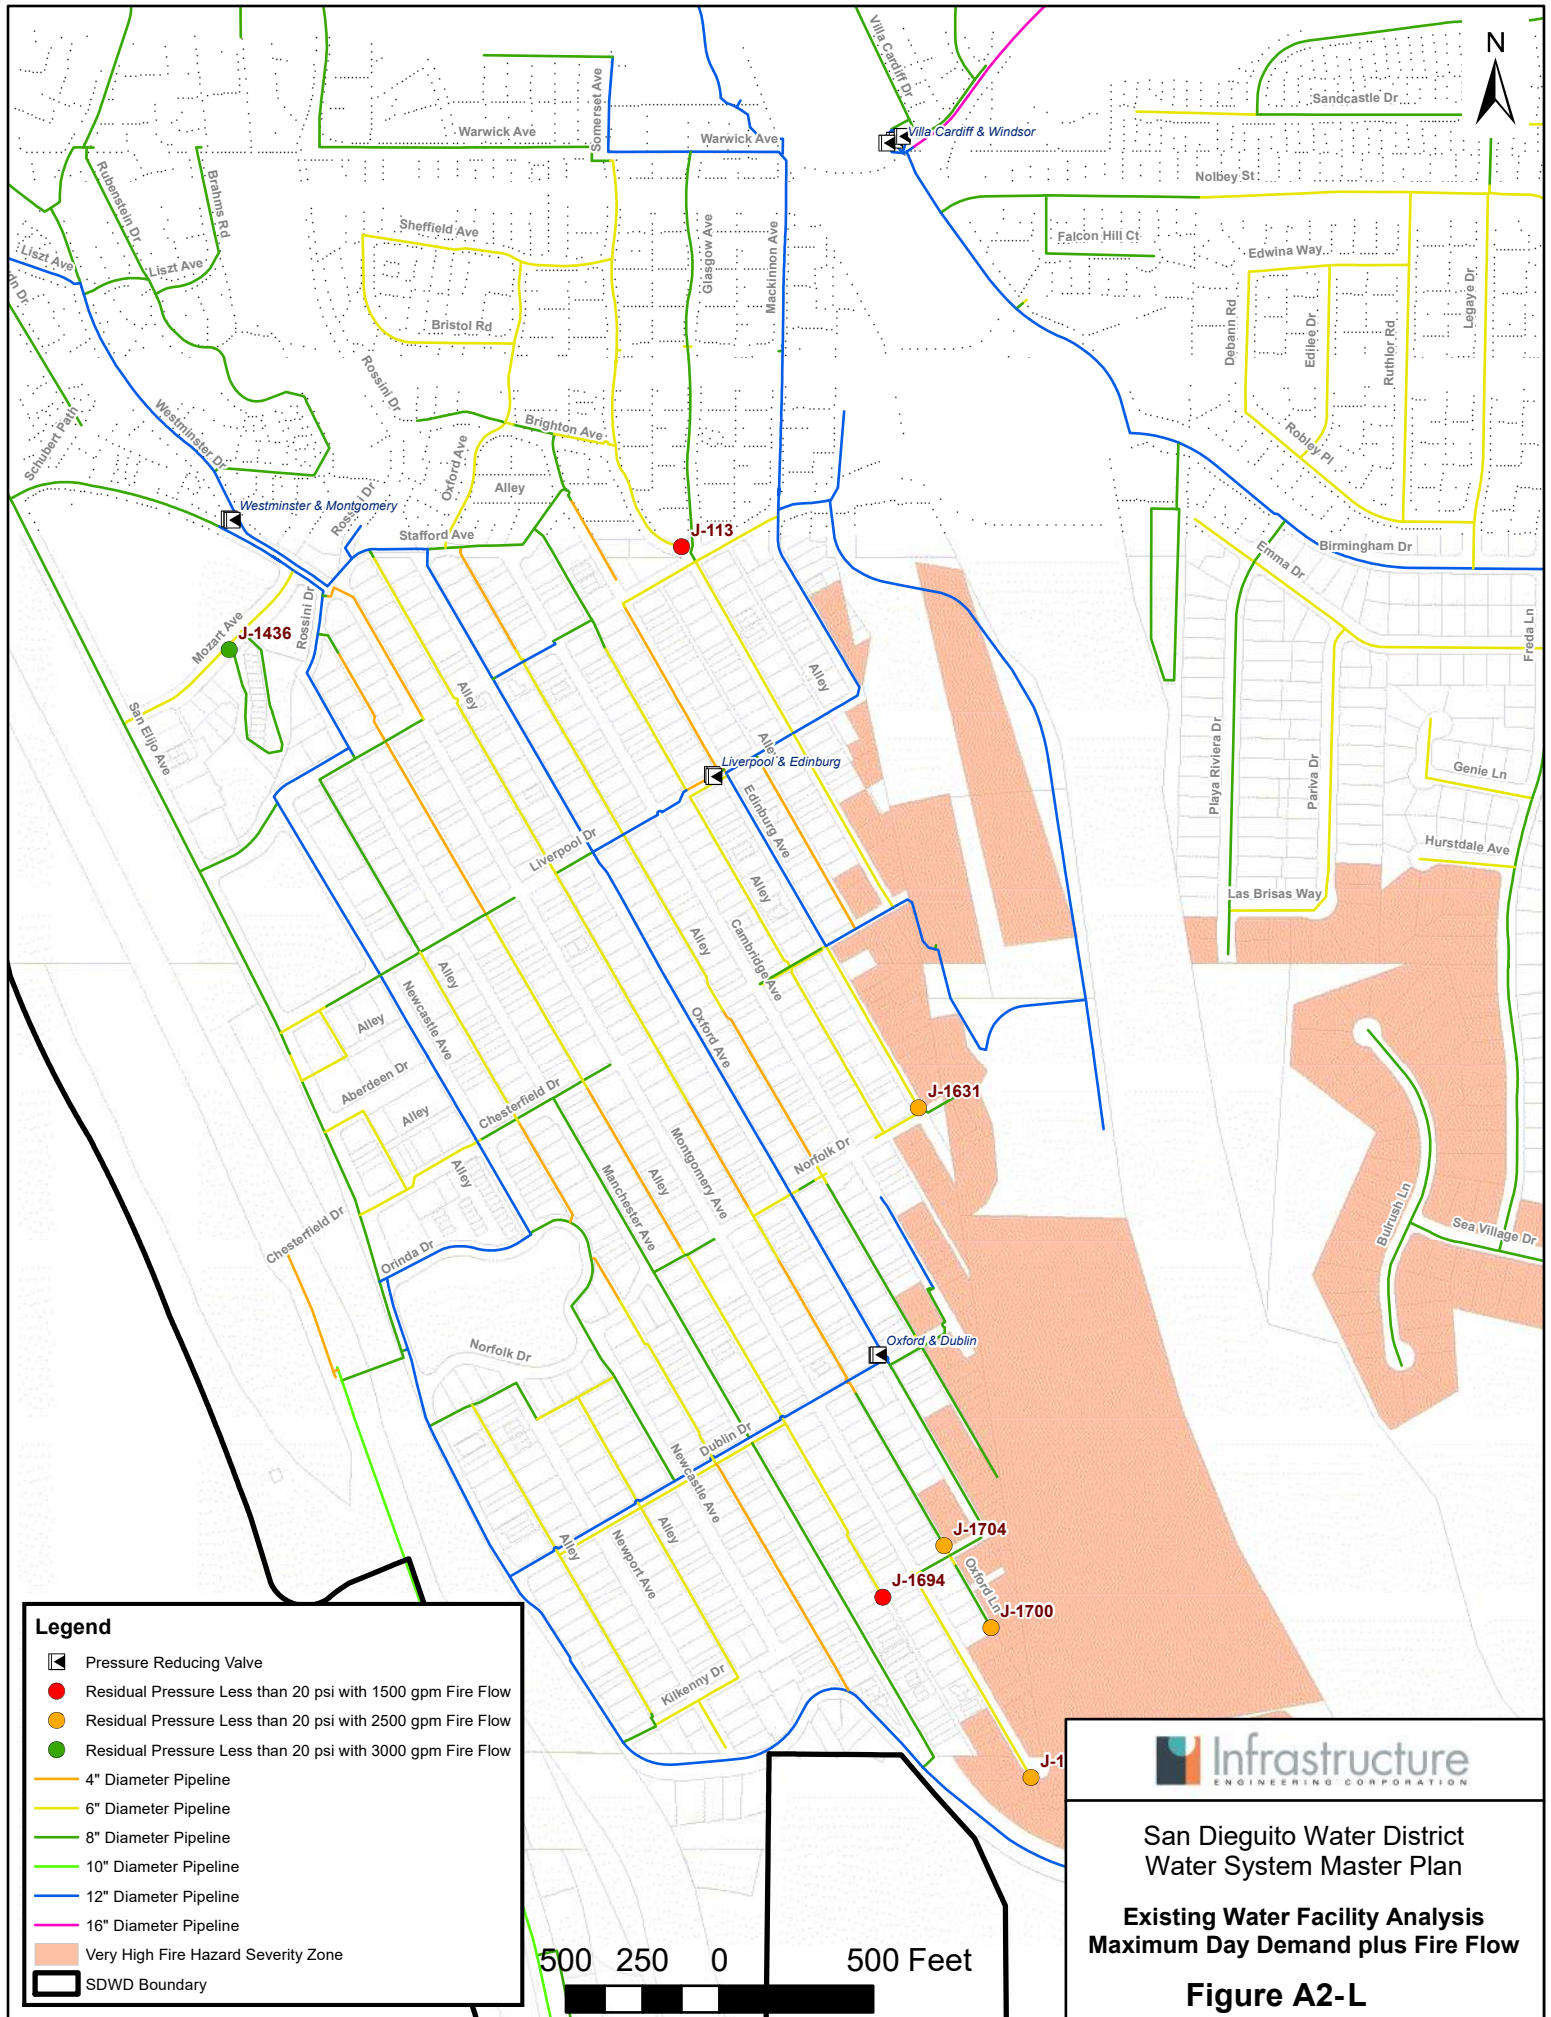 N
Villa Cardiff Dr
Somerset Ave
Sandcastle Dr
Warwick Ave
Warwick Ave
Villa Cardiff & Windsor
Nolbey St
Rubenstein Dr
Brahms Rd
Sheffield Ave
Glasgow Ave
Mackinnon Ave
Falcon Hill Ct
Edwina Way
Liszt Ave
Liszt Ave
Legaye Dr
Bristol Rd
Debann Rd
Edilee Dr
Ruthlor Rd
Rossini Dr
Schubert Path
Westminster Dr
Brighton Ave
Robley Pl
Oxford Ave
Alley
Westminster & Montgomery
Rossini Dr
Stafford Ave
J-113
Emma Dr
Birmingham Dr
Rossini Dr
Freda Ln
Mozart Ave
J-1436
Alley
Alley
San Elijo Ave
Alley
Liverpool & Edinburg
Playa Riviera Dr
Pariva Dr
Genie Ln
Edinburg Ave
Liverpool Dr
Hurstdale Ave
Alley
Las Brisas Way
Alley
Cambridge Ave
Alley
Newcastle Ave
Alley
Oxford Ave
Aberdeen Dr
Chesterfield Dr
J-1631
Alley
Montgomery Ave
Norfolk Dr
Alley
Alley
Manchester Ave
Bulrush Ln
Chesterfield Dr
Orinda Dr
Sea Village Dr
Oxford & Dublin
Norfolk Dr
Dublin Dr
Newcastle Ave
Alley
Alley
Newport Ave
J-1704
Oxford Ln
J-1694
J-1700
Kilkenny Dr
J-1
Legend
Pressure Reducing Valve
Residual Pressure Less than 20 psi with 1500 gpm Fire Flow
Residual Pressure Less than 20 psi with 2500 gpm Fire Flow
Residual Pressure Less than 20 psi with 3000 gpm Fire Flow
4" Diameter Pipeline
6" Diameter Pipeline
8" Diameter Pipeline
10" Diameter Pipeline
12" Diameter Pipeline
16" Diameter Pipeline
Very High Fire Hazard Severity Zone
SDWD Boundary
500 250 0 500 Feet
Infrastructure
ENGINEERING CORPORATION
San Dieguito Water District
Water System Master Plan
Existing Water Facility Analysis
Maximum Day Demand plus Fire Flow
Figure A2-L